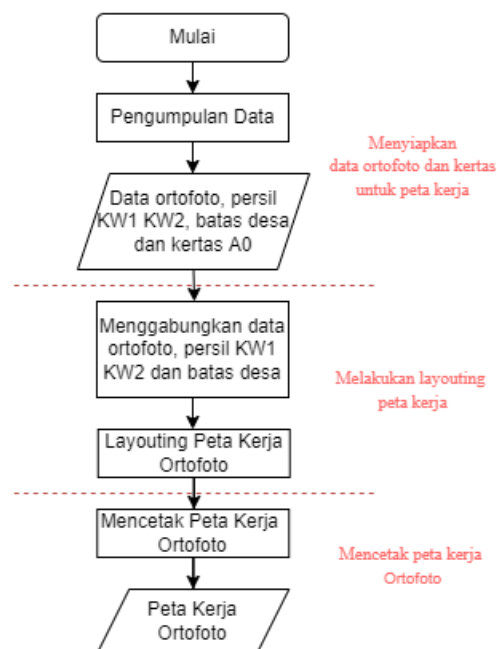 Mulai
Pengumpulan Data
Menyiapkan
data ortofoto dan kertas
untuk peta kerja
Data ortofoto, persil
KW1 KW2, batas desa
dan kertas A0
Menggabungkan data
ortofoto, persil KW1
KW2 dan batas desa
Melakukan layouting
peta kerja
Layouting Peta Kerja
Ortofoto
Mencetak Peta Kerja
Ortofoto
Mencetak peta kerja
Ortofoto
Peta Kerja
Ortofoto